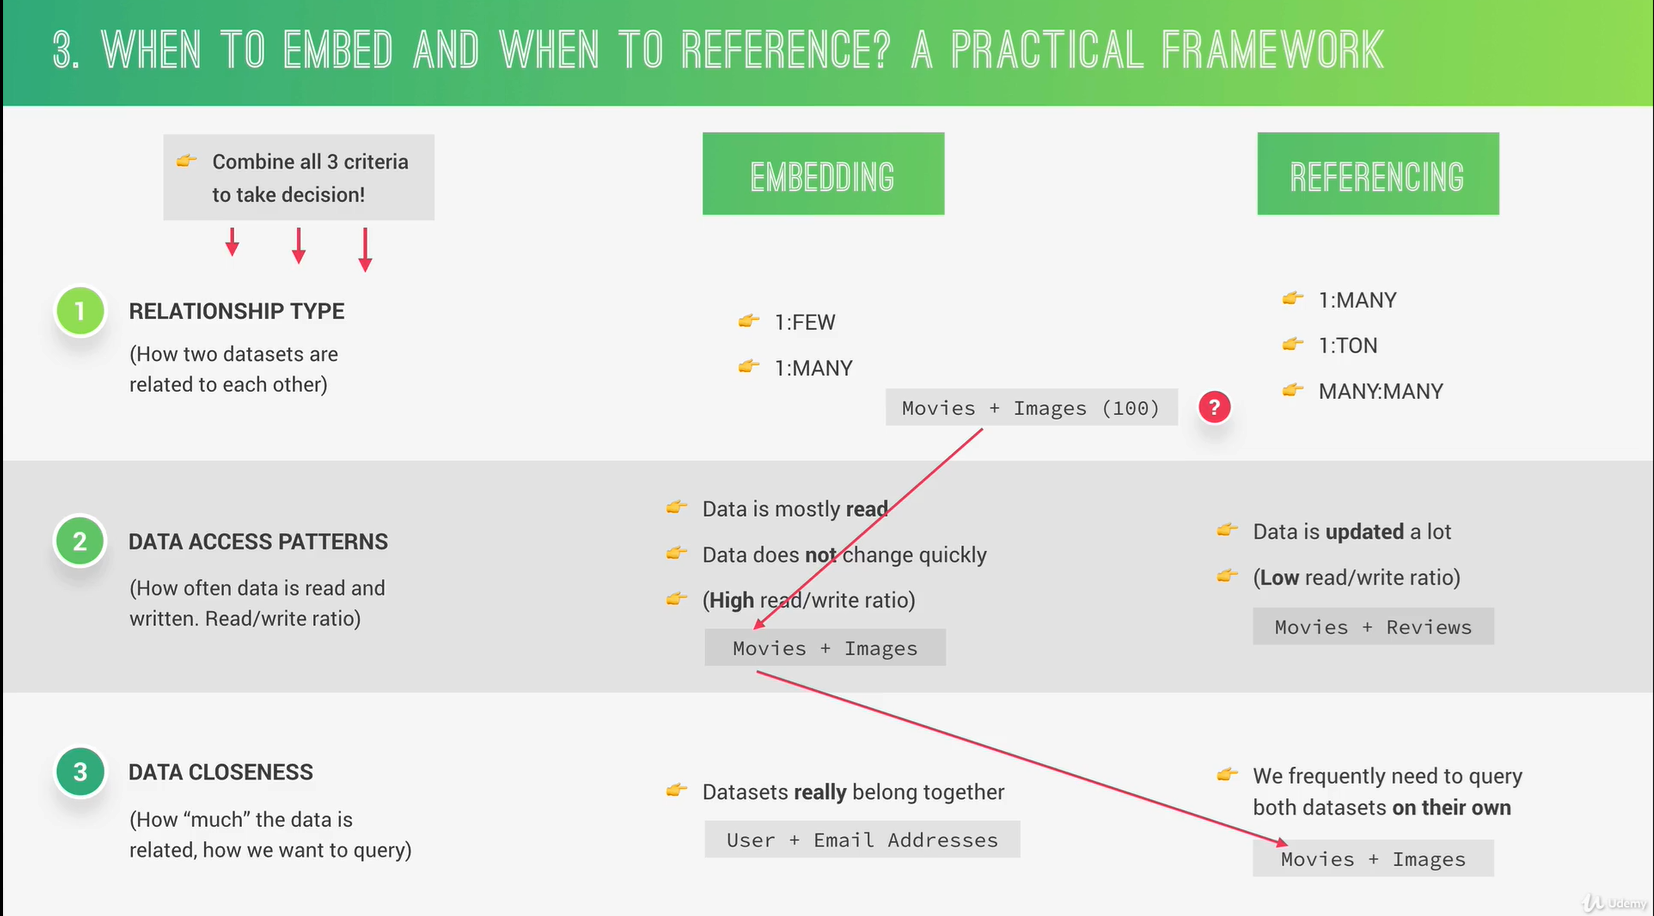 3. WHEN TO EMBED AND WHEN TO REFERENCE? A PRACTICAL FRAMEWORK
Combine all 3 criteria
to take decision!
EMBEDDING
REFERENCING
1
RELATIONSHIP TYPE
(How two datasets are
related to each other)
1:FEW
1:MANY
Movies + Images (100)
?
1:MANY
1:TON
MANY:MANY
2
DATA ACCESS PATTERNS
(How often data is read and
written. Read/write ratio)
Data is mostly read
Data does not change quickly
(High read/write ratio)
Movies + Images
Data is updated a lot
(Low read/write ratio)
Movies + Reviews
3
DATA CLOSENESS
(How “much” the data is
related, how we want to query)
Datasets really belong together
User + Email Addresses
We frequently need to query
both datasets on their own
Movies + Images
Udemy